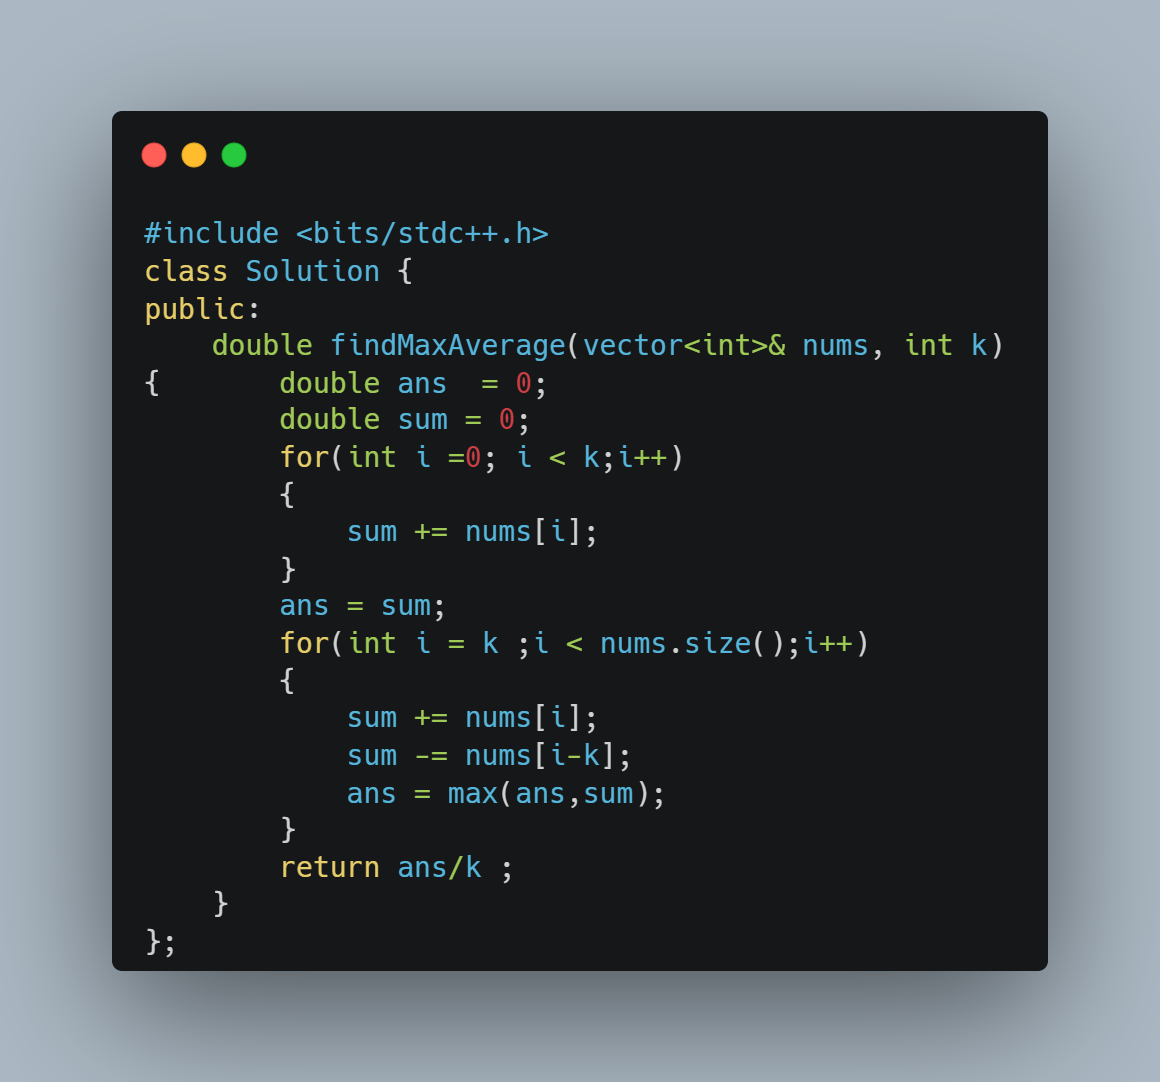 #include <bits/stdc++.h>
class Solution {
public:
    double findMaxAverage(vector<int>& nums, int k)
{       double ans  = 0;
        double sum = 0;
        for(int i =0; i < k;i++)
        {
            sum += nums[i];
        }
        ans = sum;
        for(int i = k ;i < nums.size();i++)
        {
            sum += nums[i];
            sum -= nums[i-k];
            ans = max(ans,sum);
        }
        return ans/k ;
    }
};